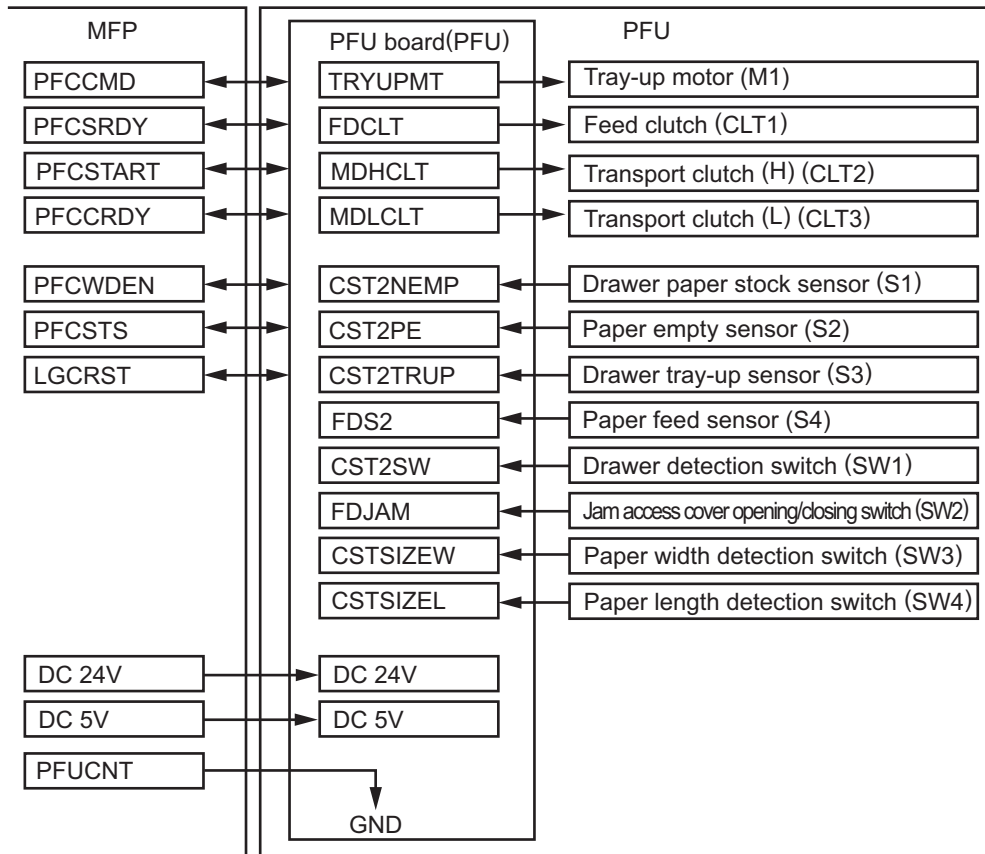 MFP
PFU board(PFU)
PFU
PFCCMD
TRYUPMT
Tray-up motor (M1)
PFCSRDY
FDCLT
Feed clutch (CLT1)
PFCSTART
MDHCLT
Transport clutch (H) (CLT2)
PFCCRDY
MDLCLT
Transport clutch (L) (CLT3)
PFCWDEN
CST2NEMP
Drawer paper stock sensor (S1)
PFCSTS
CST2PE
Paper empty sensor (S2)
LGCRST
CST2TRUP
Drawer tray-up sensor (S3)
FDS2
Paper feed sensor (S4)
CST2SW
Drawer detection switch (SW1)
FDJAM
Jam access cover opening/closing switch (SW2)
CSTSIZEW
Paper width detection switch (SW3)
CSTSIZEL
Paper length detection switch (SW4)
DC 24V
DC 24V
DC 5V
DC 5V
PFUCNT
GND